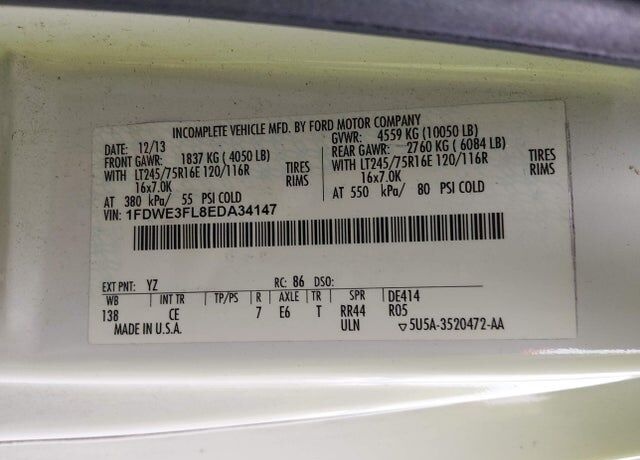 INCOMPLETE VEHICLE MFD. BY FORD MOTOR COMPANY
DATE: 12/13 GVWR: 4559 KG (10050 LB)
FRONT GAWR: 1837 KG ( 4050 LB) REAR GAWR: 2760 KG ( 6084 LB)
WITH LT245/75R16E 120/116R TIRES WITH LT245/75R16E 120/116R TIRES
16x7.0K RIMS 16x7.0K RIMS
AT 380 kPa/ 55 PSI COLD AT 550 kPa/ 80 PSI COLD
VIN: 1FDWE3FL8EDA34147
EXT PNT: YZ RC: 86 DSO:
WB INT TR TP/PS R AXLE TR SPR DE414
138 CE 7 E6 T RR44 R05
MADE IN U.S.A. ULN ▽5U5A-3520472-AA